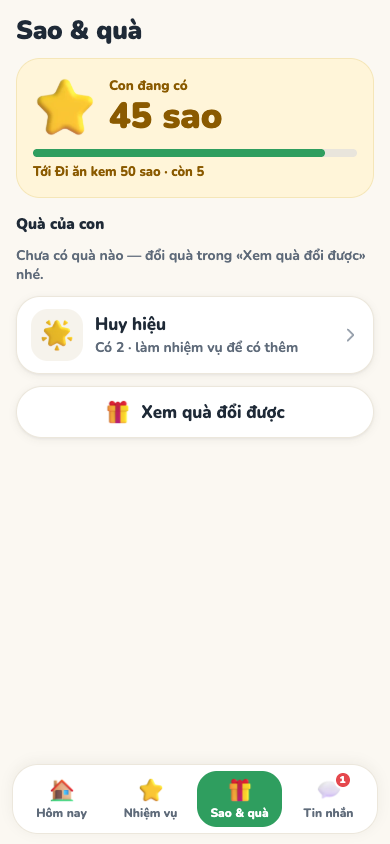 Sao & quà
Con đang có
45 sao
Tới Đi ăn kem 50 sao · còn 5
Quà của con
Chưa có quà nào — đổi quà trong «Xem quà đổi được»
nhé.
Huy hiệu
Có 2 · làm nhiệm vụ để có thêm
Xem quà đổi được
1
Hôm nay
Nhiệm vụ
Sao & quà
Tin nhắn